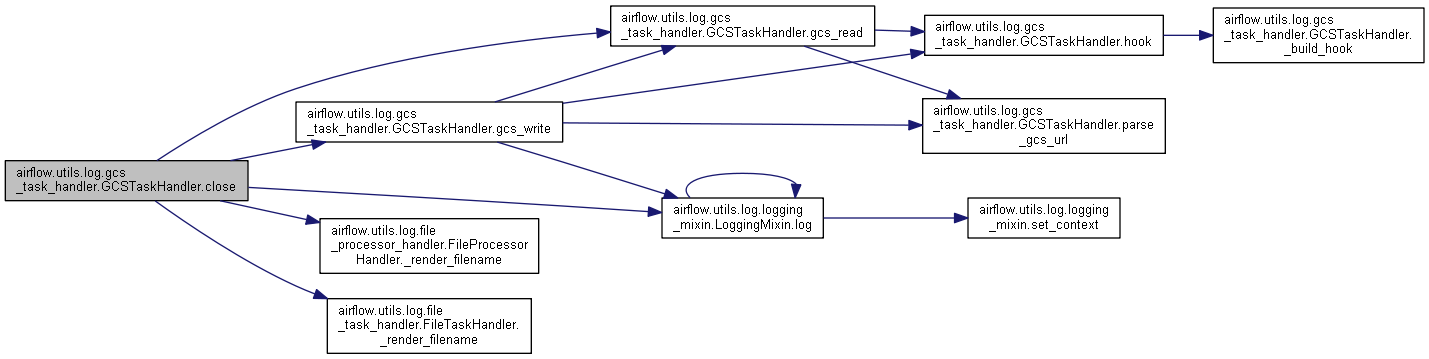 airflow.utils.log.gcs
_task_handler.GCSTaskHandler.close
airflow.utils.log.gcs
_task_handler.GCSTaskHandler.gcs_write
airflow.utils.log.file
_processor_handler.FileProcessor
Handler._render_filename
airflow.utils.log.file
_task_handler.FileTaskHandler.
_render_filename
airflow.utils.log.gcs
_task_handler.GCSTaskHandler.gcs_read
airflow.utils.log.logging
_mixin.LoggingMixin.log
airflow.utils.log.gcs
_task_handler.GCSTaskHandler.hook
airflow.utils.log.gcs
_task_handler.GCSTaskHandler.parse
_gcs_url
airflow.utils.log.logging
_mixin.set_context
airflow.utils.log.gcs
_task_handler.GCSTaskHandler.
_build_hook